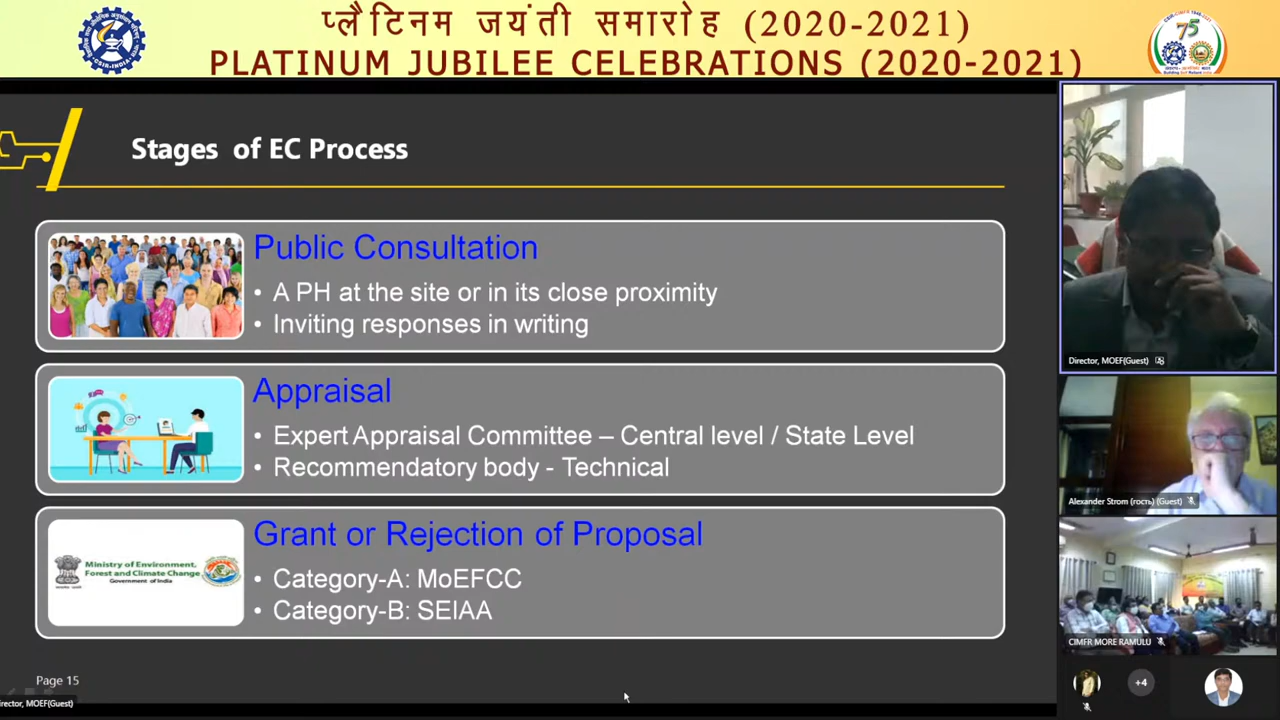 प्लैटिनम जयंती समारोह (2020-2021)
PLATINUM JUBILEE CELEBRATIONS (2020-2021)
75
Stages of EC Process
Public Consultation
• A PH at the site or in its close proximity
• Inviting responses in writing
Appraisal
• Expert Appraisal Committee – Central level / State Level
• Recommendatory body - Technical
Grant or Rejection of Proposal
Ministry of Environment,
Forest and Climate Change
Government of India
• Category-A: MoEFCC
• Category-B: SEIAA
Page 15
irector, MOEF(Guest)
Director, MOEF(Guest)
Alexander Strom (гость) (Guest)
CIMFR MORE RAMULU
+4